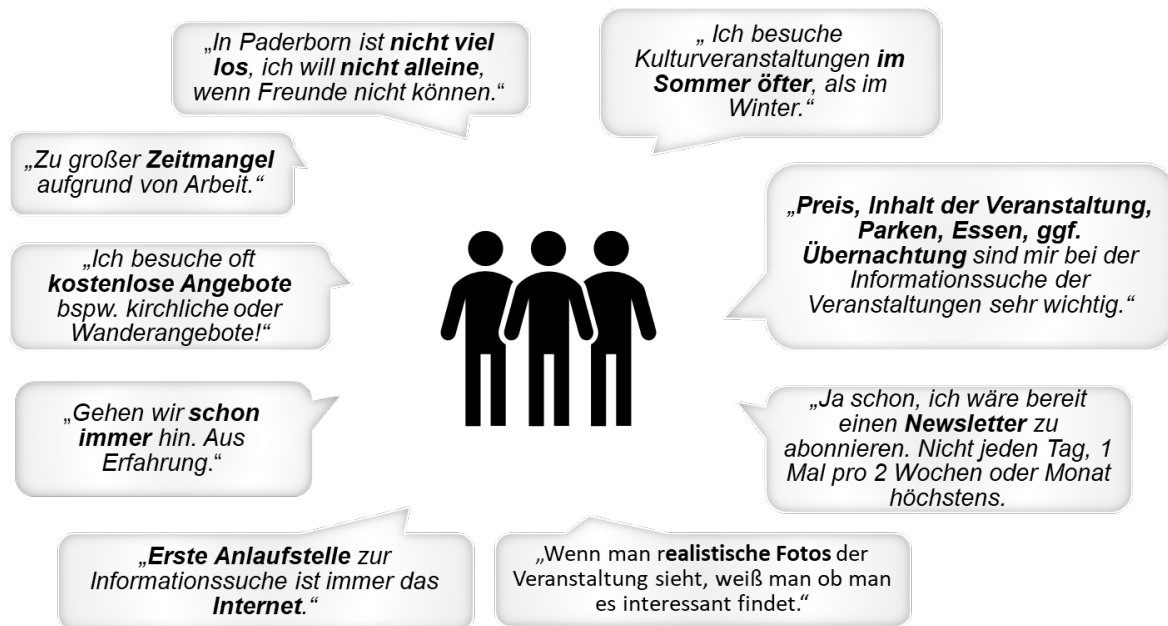 „In Paderborn ist nicht viel
los, ich will nicht alleine,
wenn Freunde nicht können.“
„ Ich besuche
Kulturveranstaltungen im
Sommer öfter, als im
Winter.“
„Zu großer Zeitmangel
aufgrund von Arbeit.“
„Preis, Inhalt der Veranstaltung,
Parken, Essen, ggf.
Übernachtung sind mir bei der
Informationssuche der
Veranstaltungen sehr wichtig.“
„Ich besuche oft
kostenlose Angebote
bspw. kirchliche oder
Wanderangebote!“
„Gehen wir schon
immer hin. Aus
Erfahrung.“
„Ja schon, ich wäre bereit
einen Newsletter zu
abonnieren. Nicht jeden Tag, 1
Mal pro 2 Wochen oder Monat
höchstens.
„Erste Anlaufstelle zur
Informationssuche ist immer das
Internet.“
„Wenn man realistische Fotos der
Veranstaltung sieht, weiß man ob man
es interessant findet.“